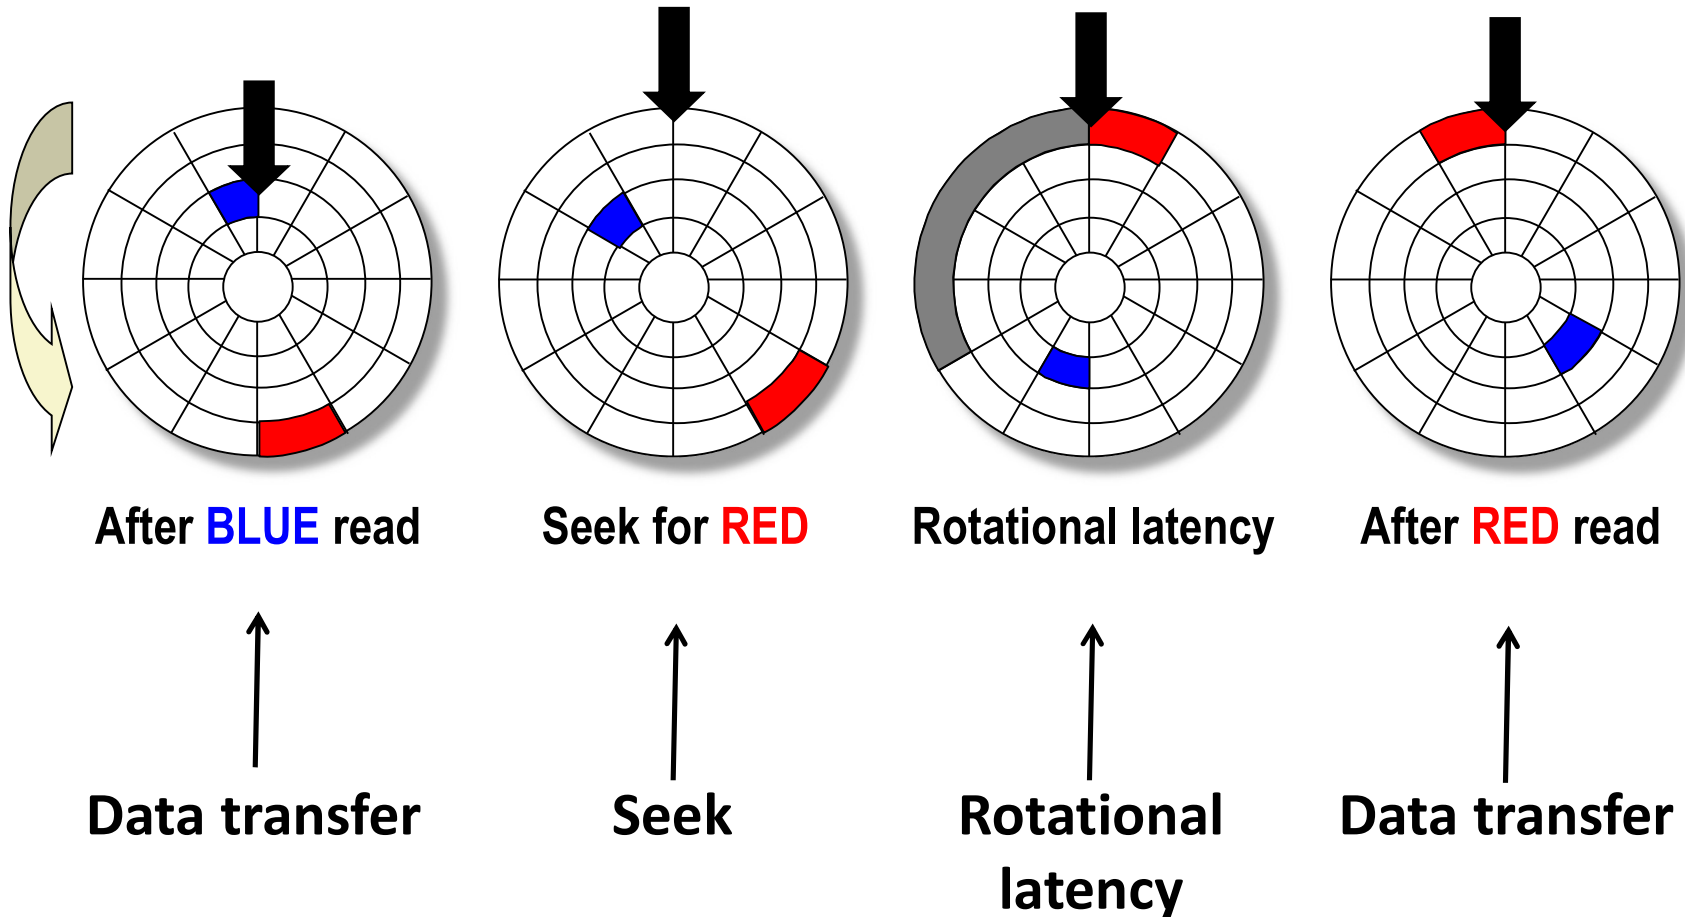 After BLUE read
Seek for RED
Rotational latency
After RED read
Data transfer
Seek
Rotational
latency
Data transfer